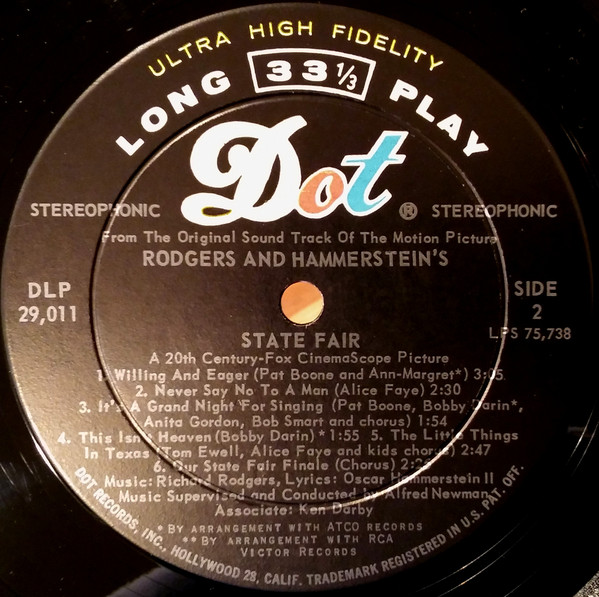 ULTRA HIGH FIDELITY
LONG 33 1/3 PLAY
Dot ®
STEREOPHONIC STEREOPHONIC
From The Original Sound Track Of The Motion Picture
RODGERS AND HAMMERSTEIN'S
DLP
29,011
SIDE
2
LPS 75,738
STATE FAIR
A 20th Century-Fox CinemaScope Picture
1. Willing And Eager (Pat Boone and Ann-Margret*) 3:05
2. Never Say No To A Man (Alice Faye) 2:30
3. It's A Grand Night For Singing (Pat Boone, Bobby Darin*,
Anita Gordon, Bob Smart and chorus) 1:54
4. This Isn't Heaven (Bobby Darin) * 1:55 5. The Little Things
In Texas (Tom Ewell, Alice Faye and kids chorus) 2:47
6. Our State Fair Finale (Chorus)
Music: Richard Rodgers, Lyrics: Oscar Hammerstein II
Music Supervised and Conducted by Alfred Newman
Associate: Ken Darby
* BY ARRANGEMENT WITH ATCO RECORDS
** BY ARRANGEMENT WITH RCA
VICTOR RECORDS
DOT RECORDS, INC., HOLLYWOOD 28, CALIF. TRADEMARK REGISTERED IN U.S. PAT. OFF.